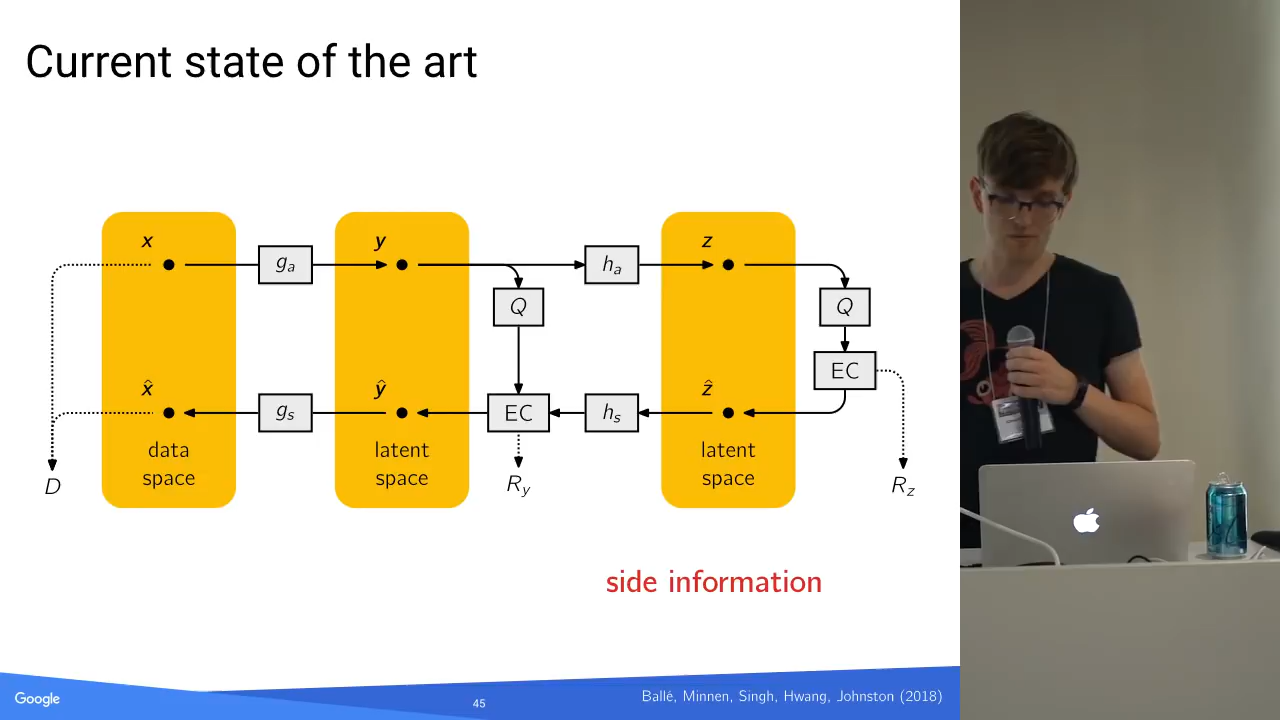 Current state of the art
x
g_a
y
h_a
z
Q
Q
EC
x̂
g_s
ŷ
EC
h_s
ẑ
data
space
latent
space
latent
space
D
R_y
R_z
side information
Google
45
Ballé, Minnen, Singh, Hwang, Johnston (2018)